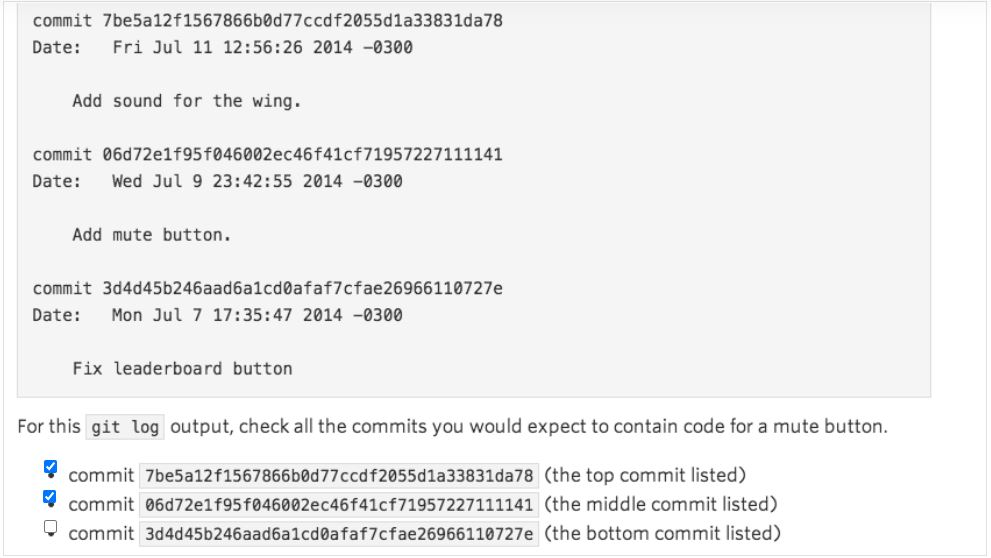 commit 7be5a12f1567866b0d77ccdf2055d1a33831da78
Date:   Fri Jul 11 12:56:26 2014 -0300
Add sound for the wing.
commit 06d72e1f95f046002ec46f41cf71957227111141
Date:   Wed Jul 9 23:42:55 2014 -0300
Add mute button.
commit 3d4d45b246aad6a1cd0afaf7cfae26966110727e
Date:   Mon Jul 7 17:35:47 2014 -0300
Fix leaderboard button
For this git log output, check all the commits you would expect to contain code for a mute button.
commit 7be5a12f1567866b0d77ccdf2055d1a33831da78 (the top commit listed)
commit 06d72e1f95f046002ec46f41cf71957227111141 (the middle commit listed)
commit 3d4d45b246aad6a1cd0afaf7cfae26966110727e (the bottom commit listed)